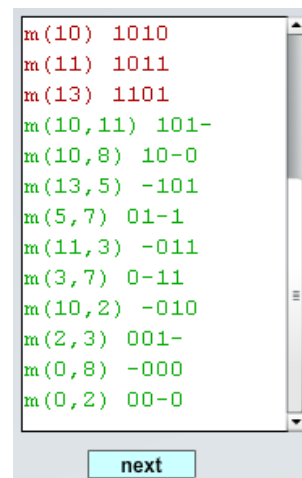 m(10) 1010
m(11) 1011
m(13) 1101
m(10,11) 101-
m(10,8) 10-0
m(13,5) -101
m(5,7) 01-1
m(11,3) -011
m(3,7) 0-11
m(10,2) -010
m(2,3) 001-
m(0,8) -000
m(0,2) 00-0
next